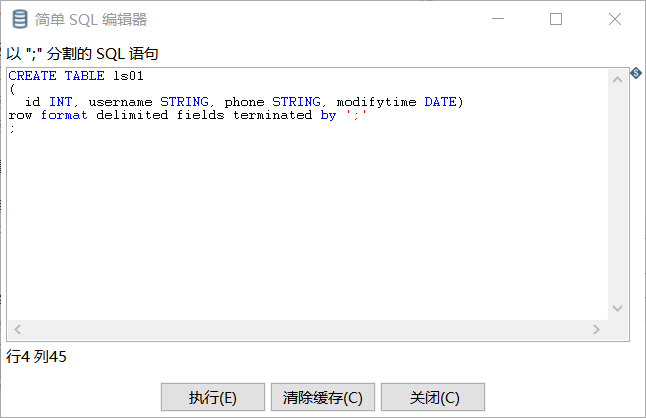 简单 SQL 编辑器
以 ";" 分割的 SQL 语句
CREATE TABLE ls01
(
  id INT, username STRING, phone STRING, modifytime DATE)
row format delimited fields terminated by ';'
;
行4 列45
执行(E) 清除缓存(C) 关闭(C)